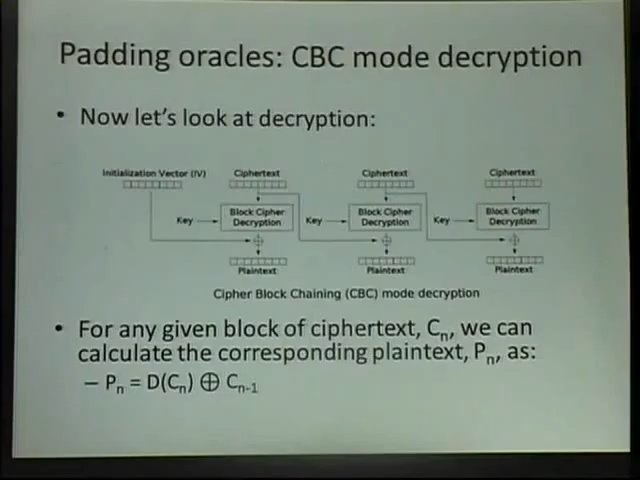 Padding oracles: CBC mode decryption
• Now let's look at decryption:
Initialization Vector (IV) Ciphertext Ciphertext Ciphertext
Key Block Cipher Decryption Key Block Cipher Decryption Key Block Cipher Decryption
Plaintext Plaintext Plaintext
Cipher Block Chaining (CBC) mode decryption
• For any given block of ciphertext, Cn, we can
calculate the corresponding plaintext, Pn, as:
– Pn = D(Cn) ⊕ Cn-1